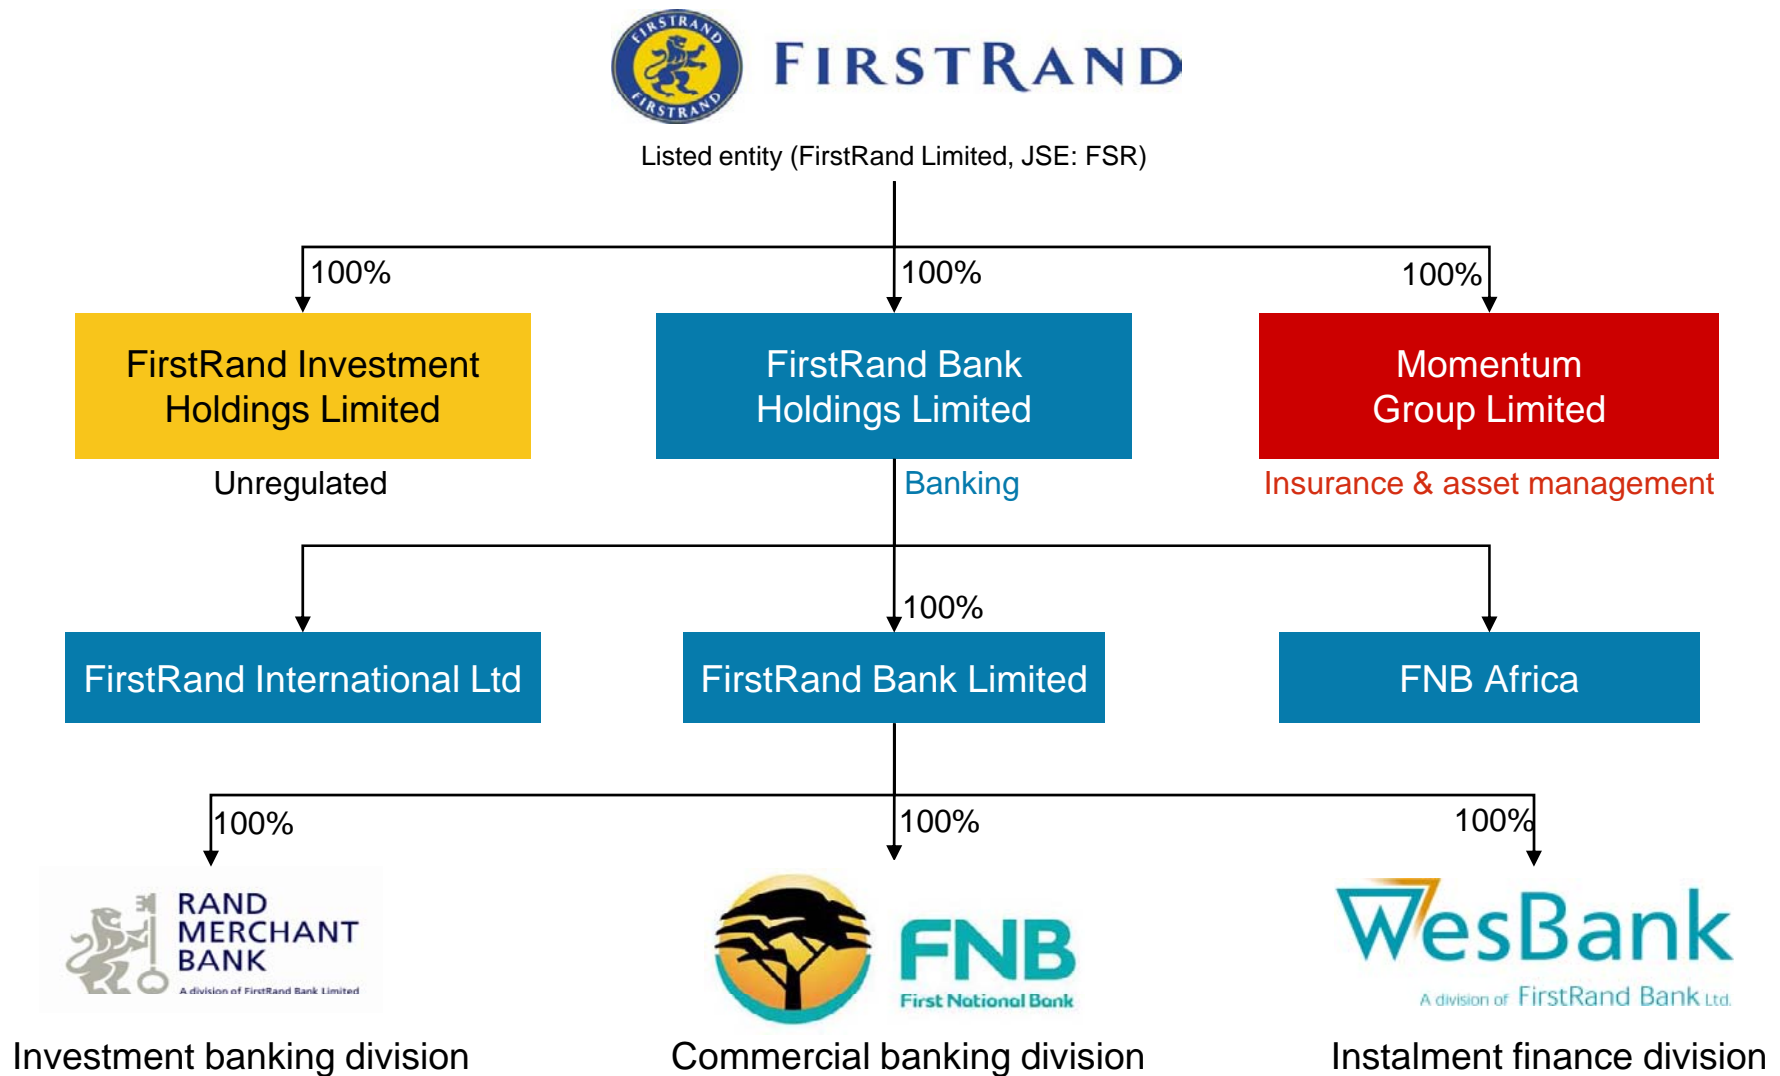 FIRSTRAND
FIRSTRAND
FIRSTRAND
Listed entity (FirstRand Limited, JSE: FSR)
100%
100%
100%
FirstRand Investment
Holdings Limited
FirstRand Bank
Holdings Limited
Momentum
Group Limited
Unregulated
Banking
Insurance & asset management
100%
FirstRand International Ltd
FirstRand Bank Limited
FNB Africa
100%
100%
100%
RAND
MERCHANT
BANK
A division of FirstRand Bank Limited
FNB
First National Bank
WesBank
A division of FirstRand Bank Ltd.
Investment banking division
Commercial banking division
Instalment finance division